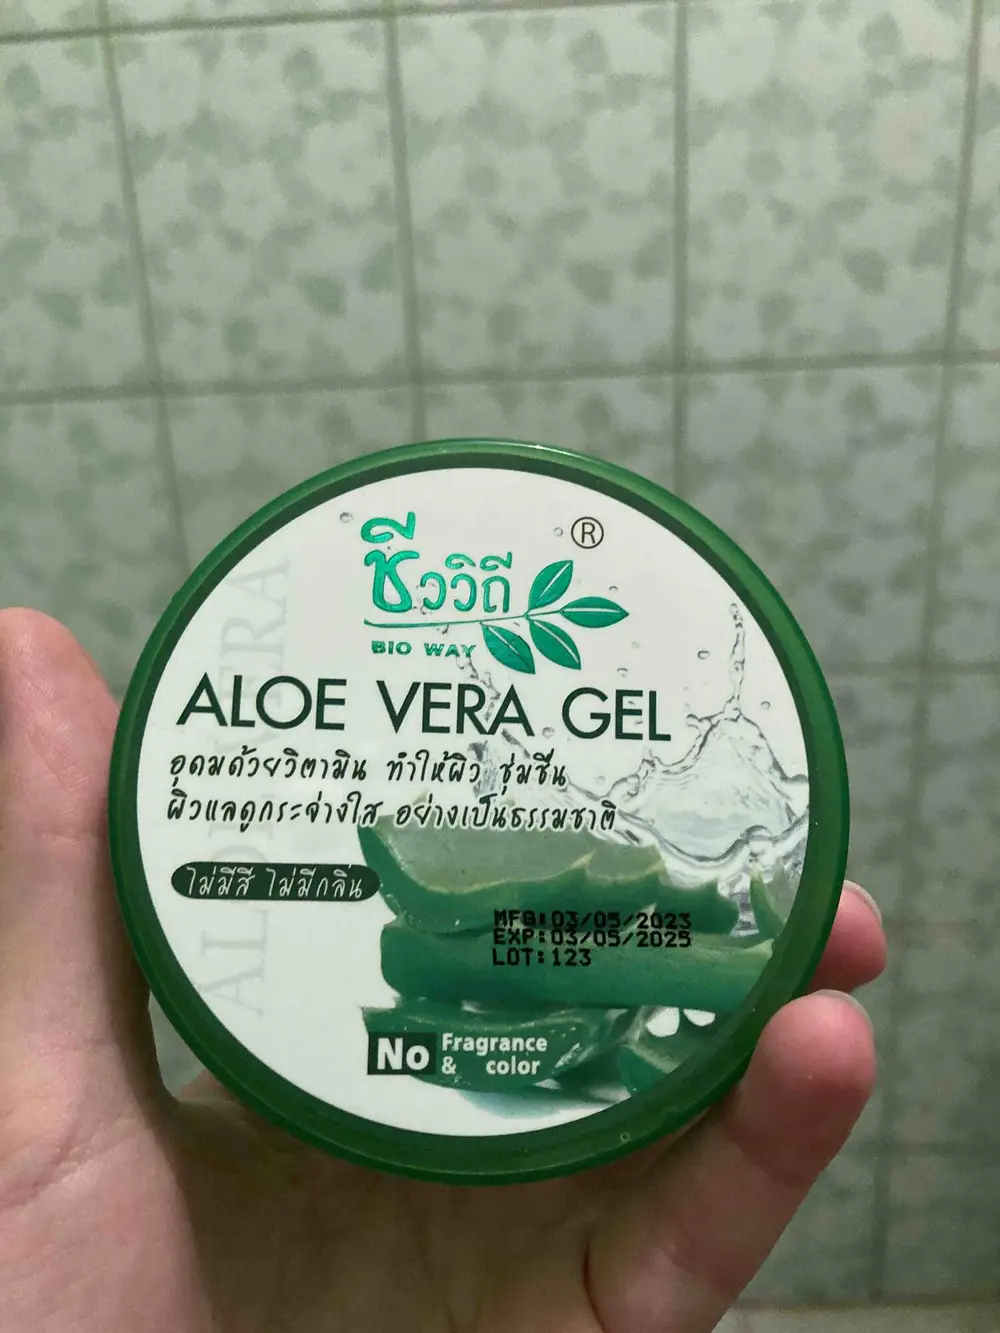 ชีววิถี ®
BIO WAY
ALOE VERA GEL
อุดมด้วยวิตามิน ทำให้ผิว ชุ่มชื่น
ผิวแลดูกระจ่างใส อย่างเป็นธรรมชาติ
ไม่มีสี ไม่มีกลิ่น
MFG:03/05/2023
EXP:03/05/2025
LOT:123
No Fragrance
& color
ALOE VERA